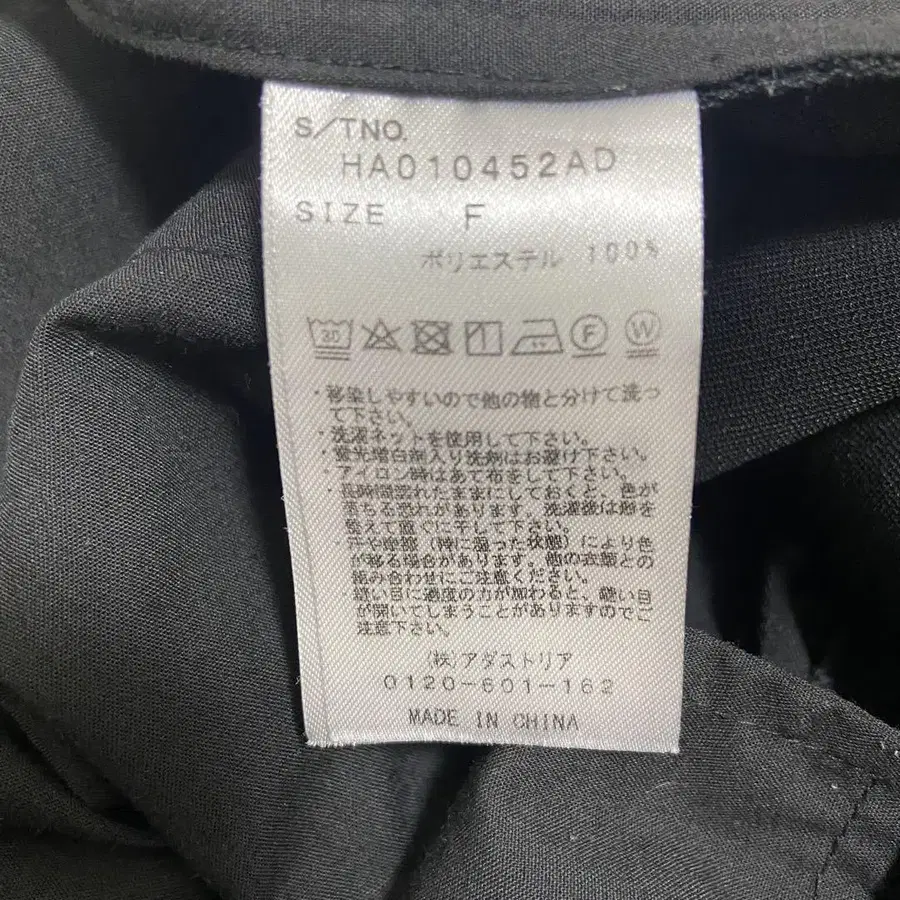 S/TNO.
HA010452AD
SIZE F
ポリエステル 100%
30
F W
・移染しやすいので他の物と分けて洗っ
て下さい。
・洗濯ネットを使用して下さい。
・蛍光増白剤入り洗剤はお避け下さい。
・アイロン時はあて布をして下さい。
・長時間濡れたままにしておくと、色が
落ちる恐れがあります。洗濯後は形を
整えて直ぐに干して下さい。
汗や摩擦(特に湿った状態)により色
が移る場合があります。他の衣類との
組み合わせにご注意ください。
縫い目に過度の力が加わると、縫い目
が開いてしまうことがありますのでご
注意下さい。
(株)アダストリア
0120-601-162
MADE IN CHINA